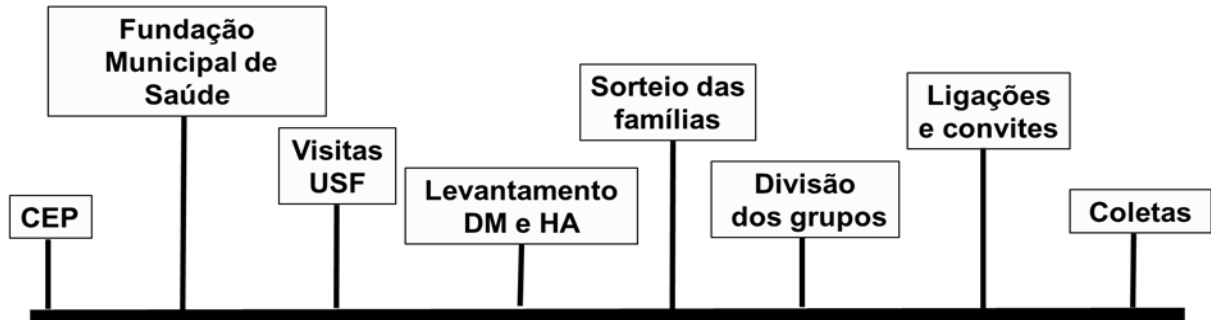 CEP
Fundação
Municipal de
Saúde
Visitas
USF
Levantamento
DM e HA
Sorteio das
famílias
Divisão
dos grupos
Ligações
e convites
Coletas